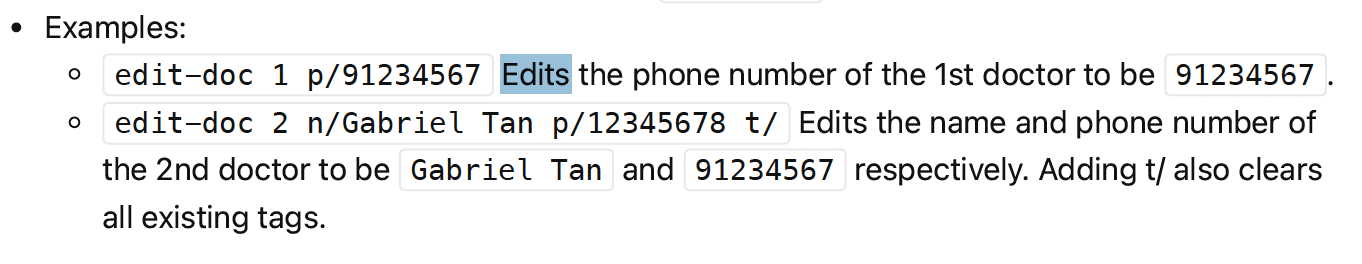 • Examples:
◦ edit-doc 1 p/91234567 Edits the phone number of the 1st doctor to be 91234567.
◦ edit-doc 2 n/Gabriel Tan p/12345678 t/ Edits the name and phone number of
the 2nd doctor to be Gabriel Tan and 91234567 respectively. Adding t/ also clears
all existing tags.